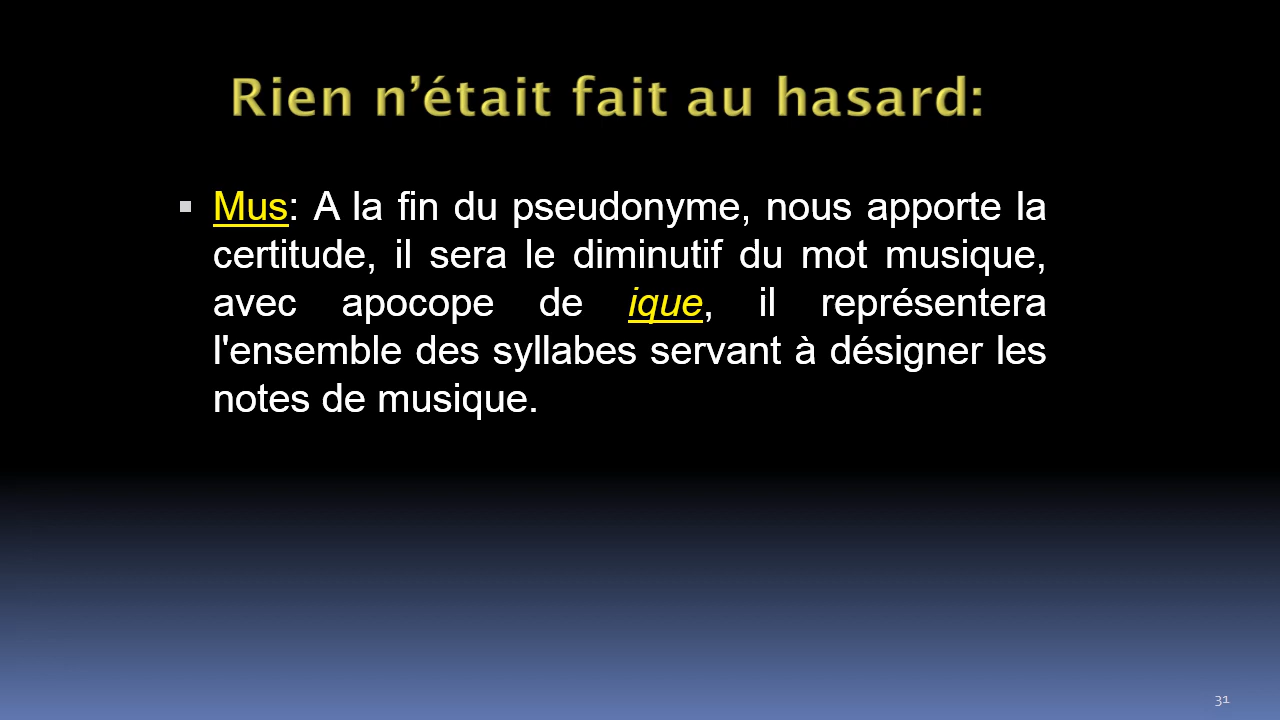 Rien n’était fait au hasard:
▪ Mus: A la fin du pseudonyme, nous apporte la
certitude, il sera le diminutif du mot musique,
avec apocope de ique, il représentera
l'ensemble des syllabes servant à désigner les
notes de musique.
31